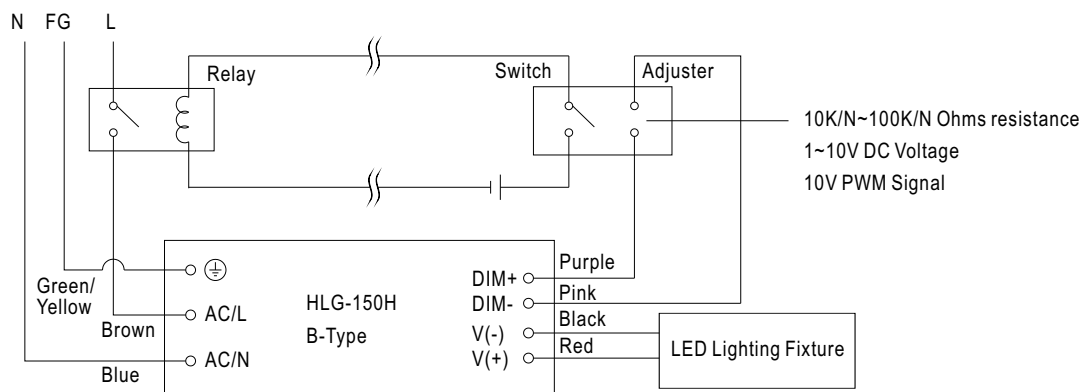 N FG L
Relay
Switch
Adjuster
10K/N~100K/N Ohms resistance
1~10V DC Voltage
10V PWM Signal
Green/
Yellow
Brown
Blue
AC/L
AC/N
HLG-150H
B-Type
DIM+
DIM-
V(-)
V(+)
Purple
Pink
Black
Red
LED Lighting Fixture